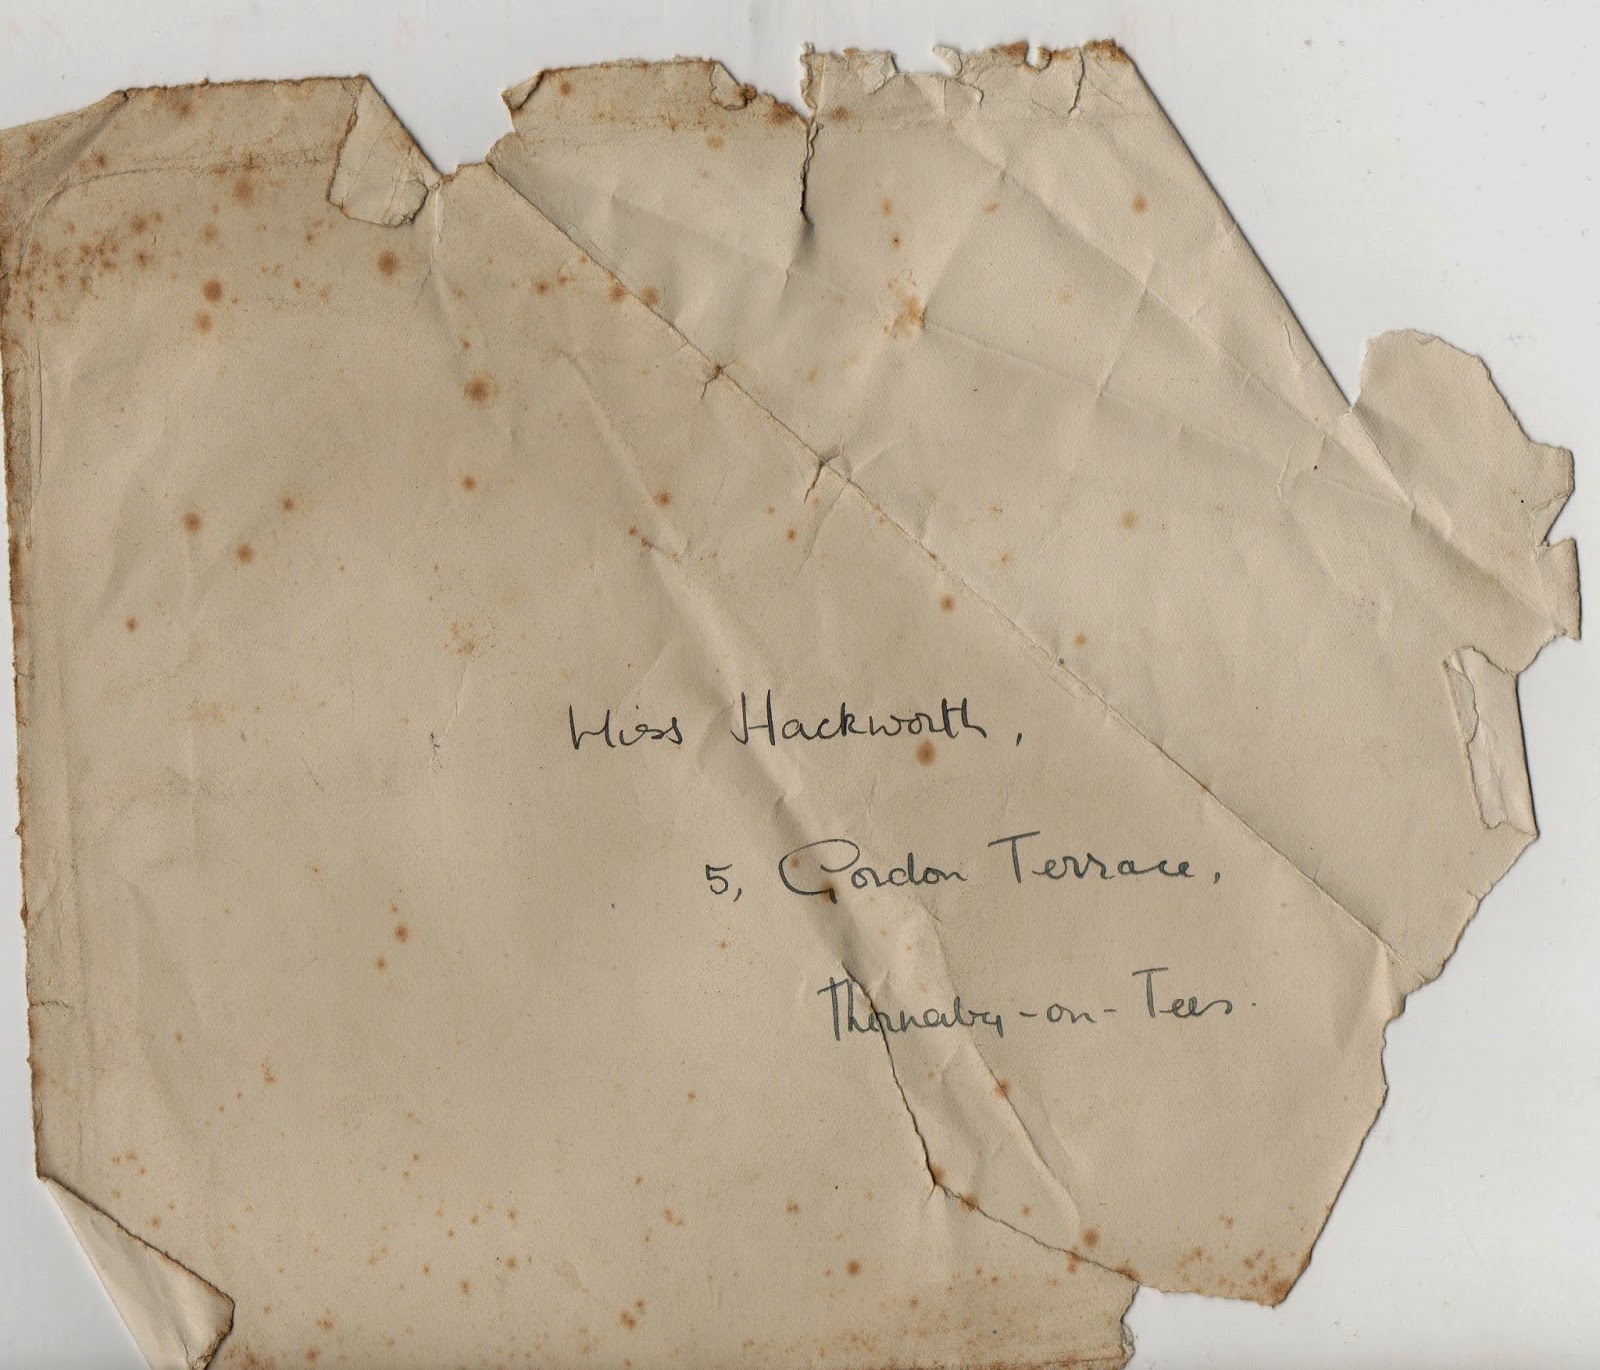 Miss Hackworth,
5, Gordon Terrace,
Thornaby-on-Tees.